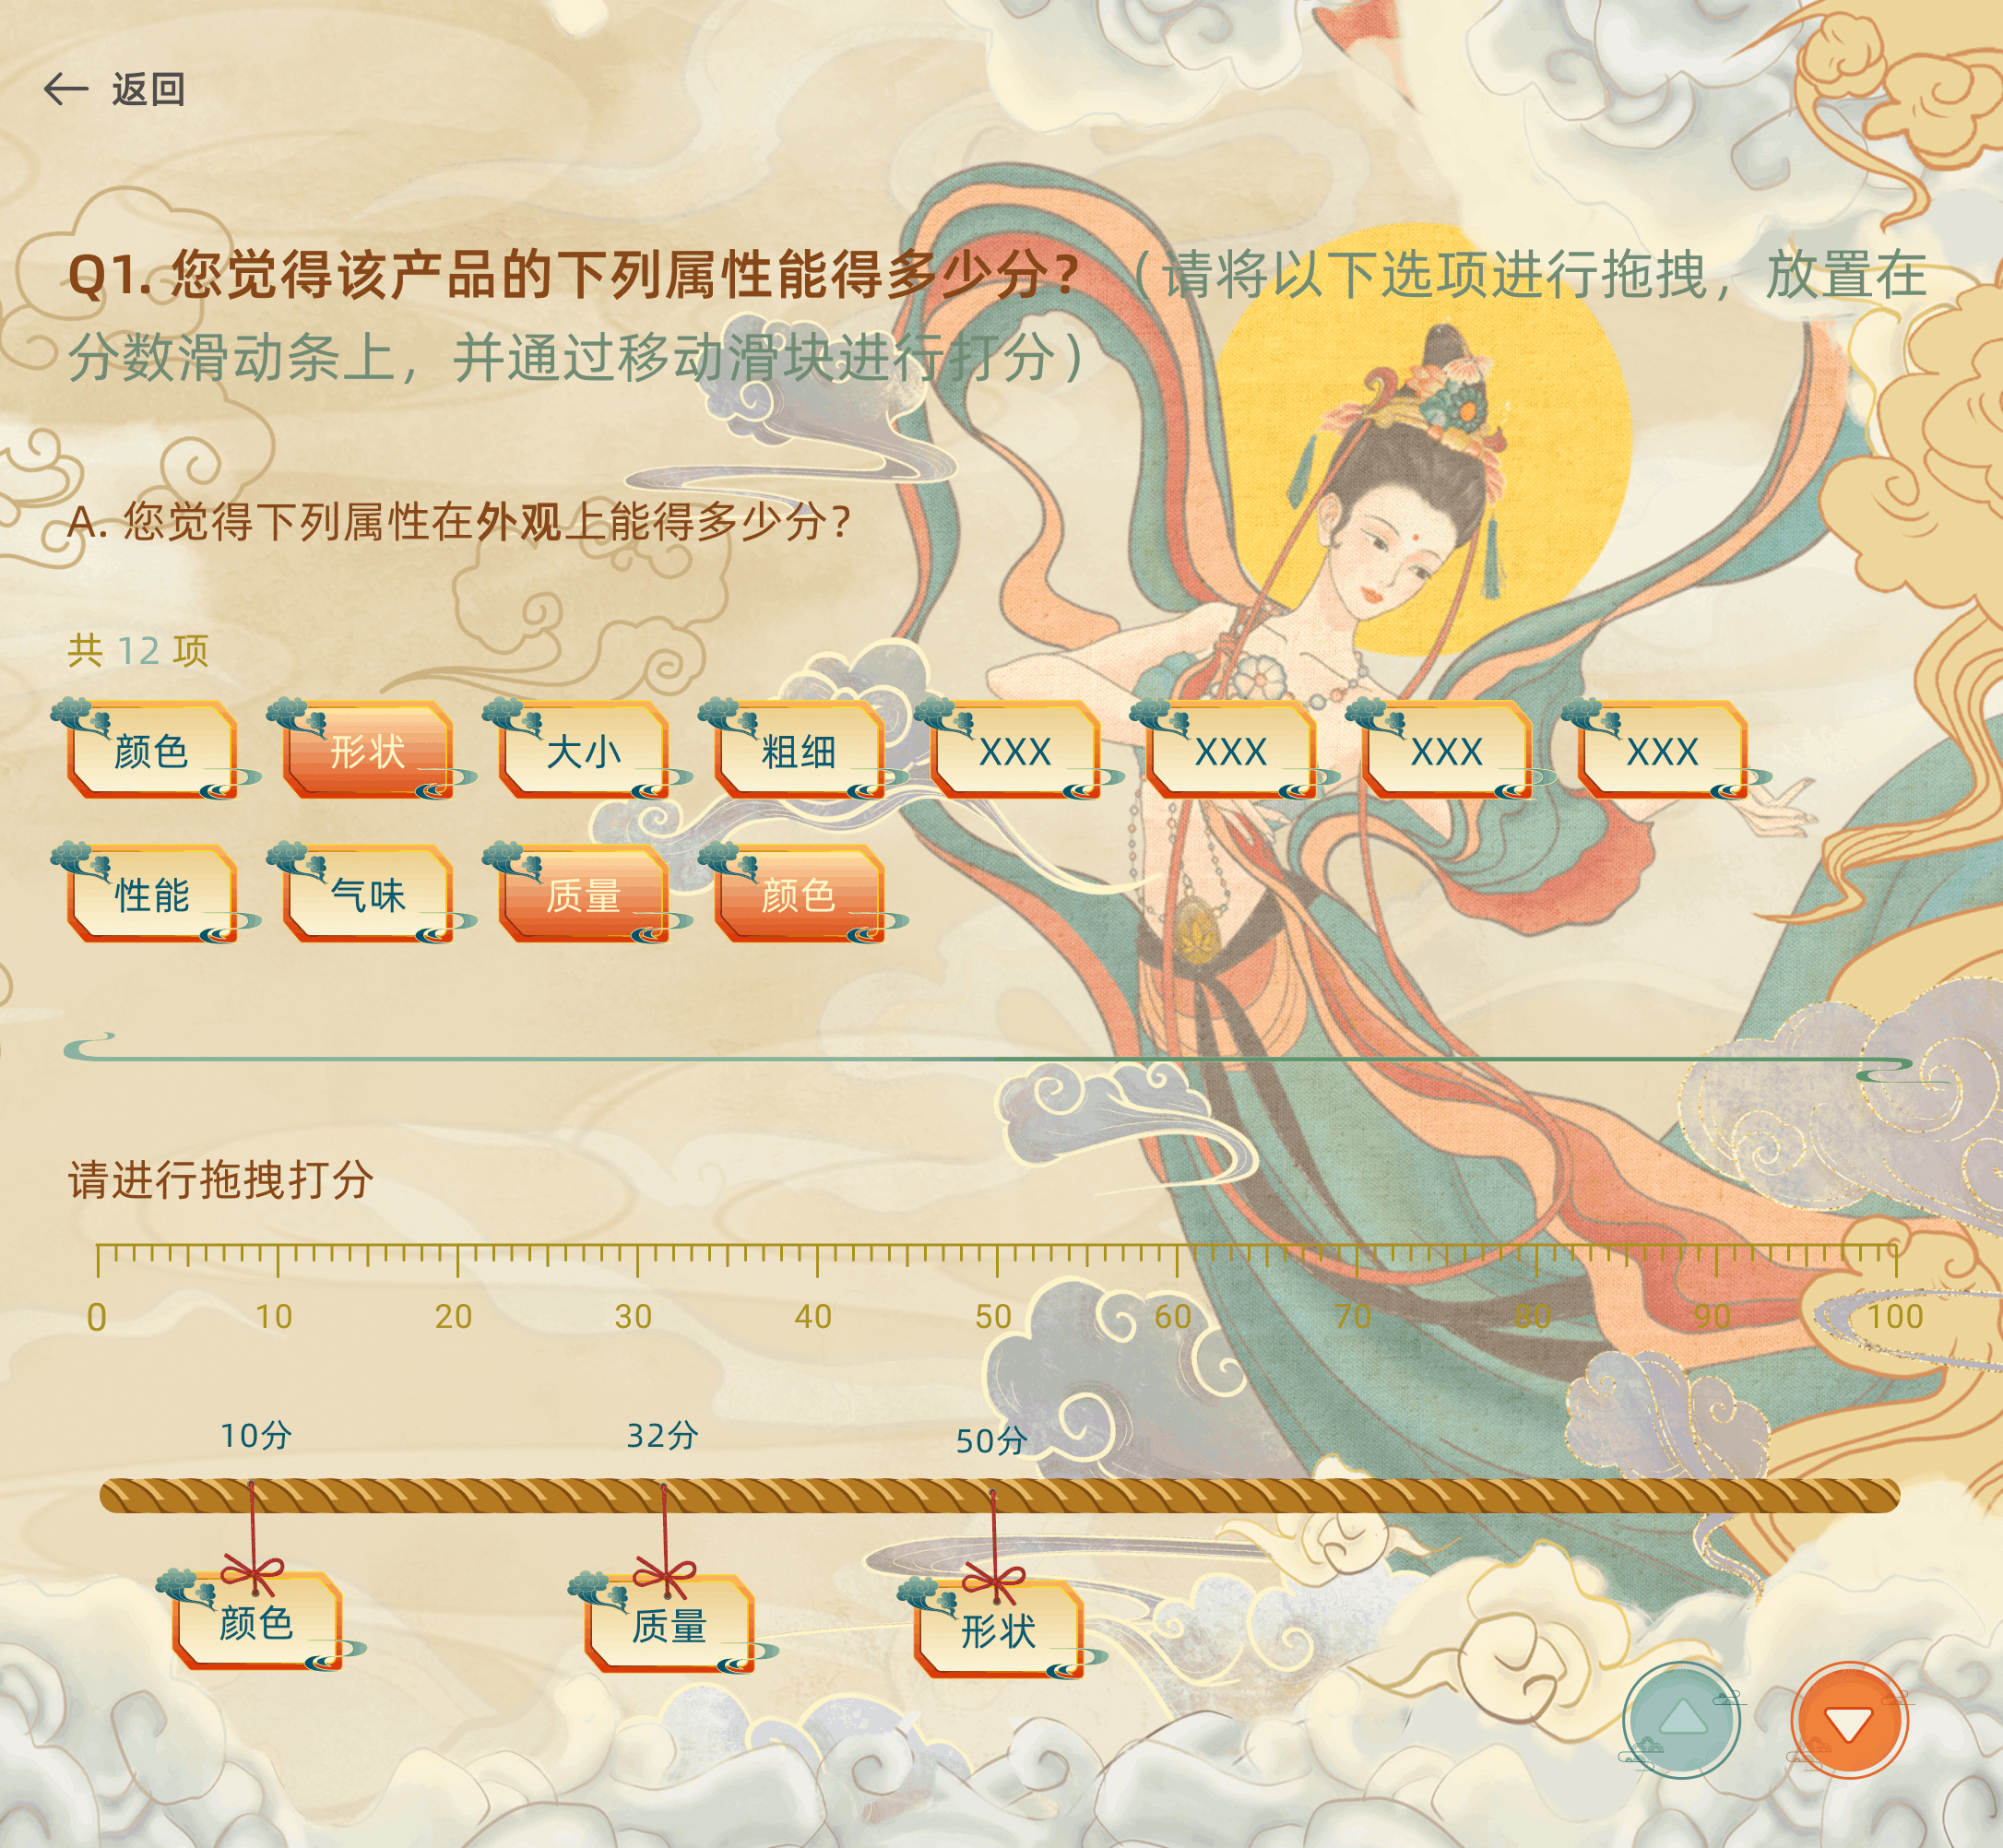 返回
Q1. 您觉得该产品的下列属性能得多少分？（请将以下选项进行拖拽，放置在
分数滑动条上，并通过移动滑块进行打分）
A. 您觉得下列属性在外观上能得多少分？
共 12 项
颜色 形状 大小 粗细 XXX XXX XXX XXX
性能 气味 质量 颜色
请进行拖拽打分
0 10 20 30 40 50 60 70 80 90 100
10分 32分 50分
颜色 质量 形状